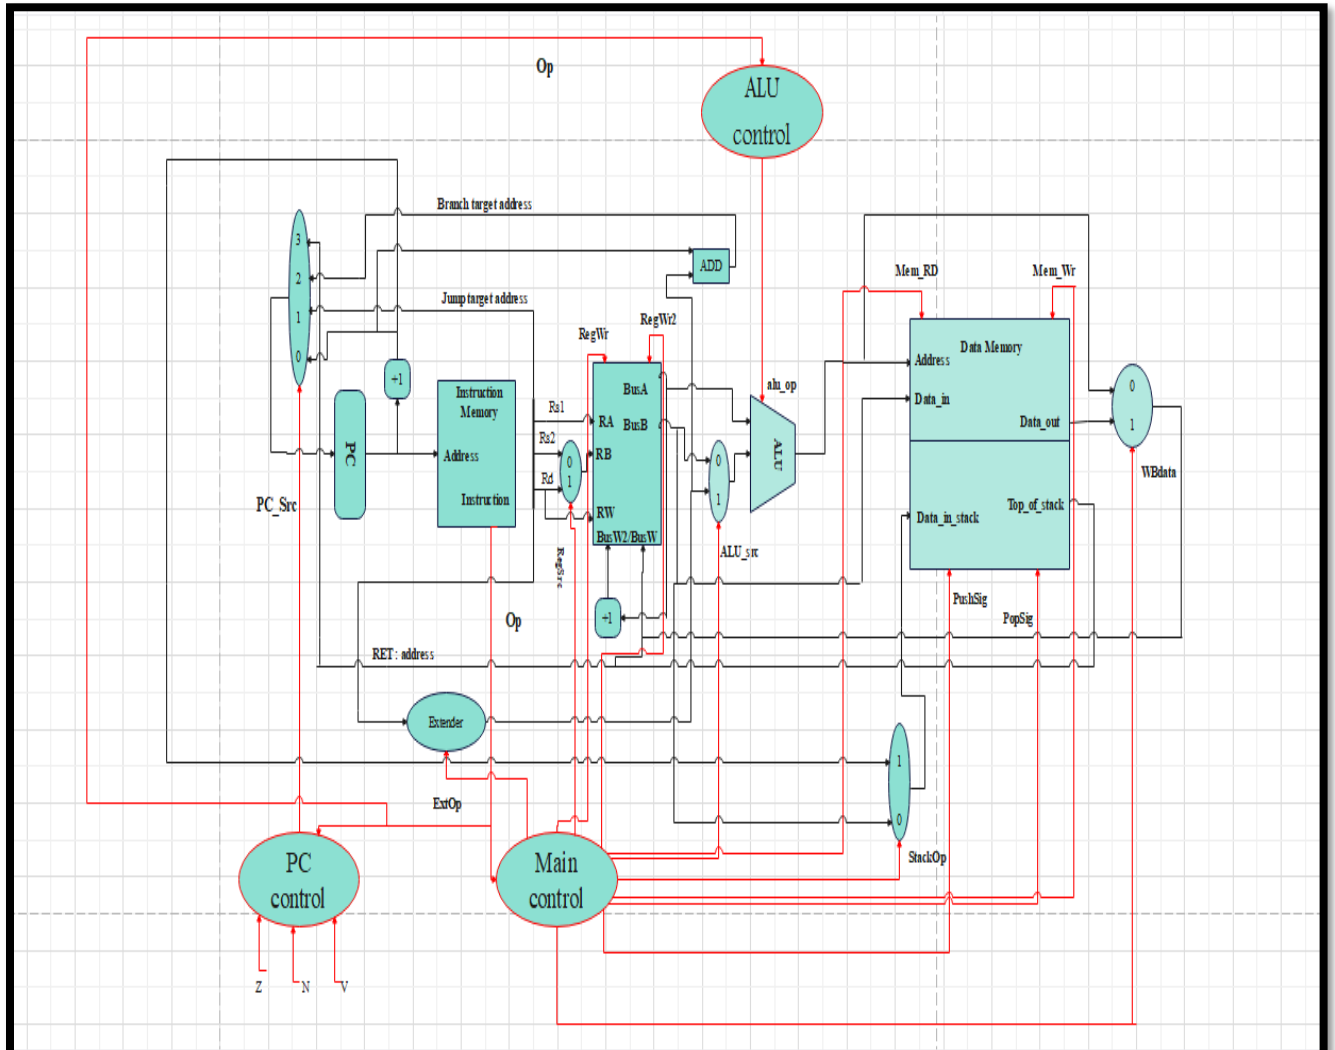 Op
ALU
control
Branch target address
3
2
1
0
ADD
Jump target address
Mem_RD
Mem_Wr
RegWr
RegWr2
+1
PC
PC_Src
Instruction
Memory
Address
Instruction
Rs1
Rs2
Rd
0
1
RegSrc
BusA
BusB
RA
RB
RW
BusW2/BusW
+1
0
1
ALU_src
alu_op
ALU
Data Memory
Address
Data_in
Data_out
Data_in_stack
Top_of_stack
0
1
WBdata
PushSig
PopSig
Op
RET : address
Extender
ExtOp
1
0
StackOp
PC
control
Main
control
Z
N
V